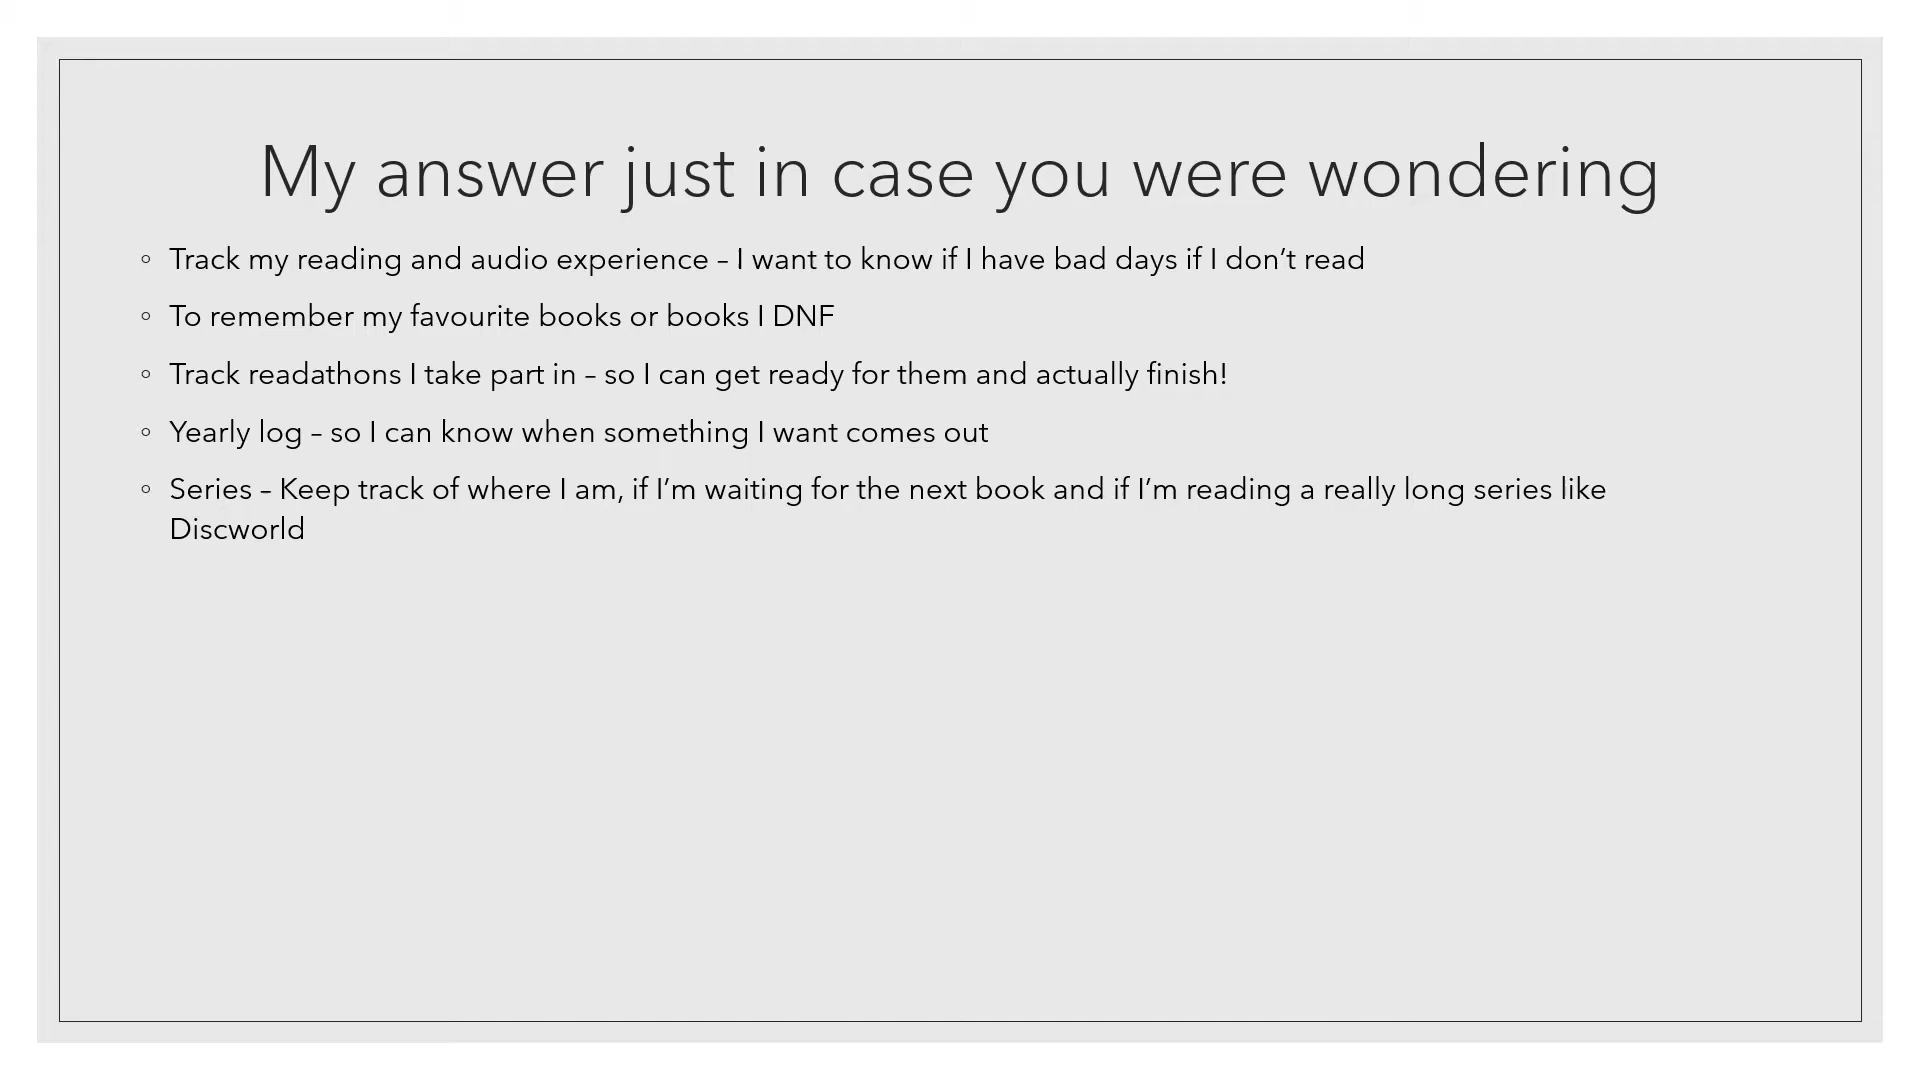 My answer just in case you were wondering
◦ Track my reading and audio experience – I want to know if I have bad days if I don’t read
◦ To remember my favourite books or books I DNF
◦ Track readathons I take part in – so I can get ready for them and actually finish!
◦ Yearly log – so I can know when something I want comes out
◦ Series – Keep track of where I am, if I’m waiting for the next book and if I’m reading a really long series like
Discworld